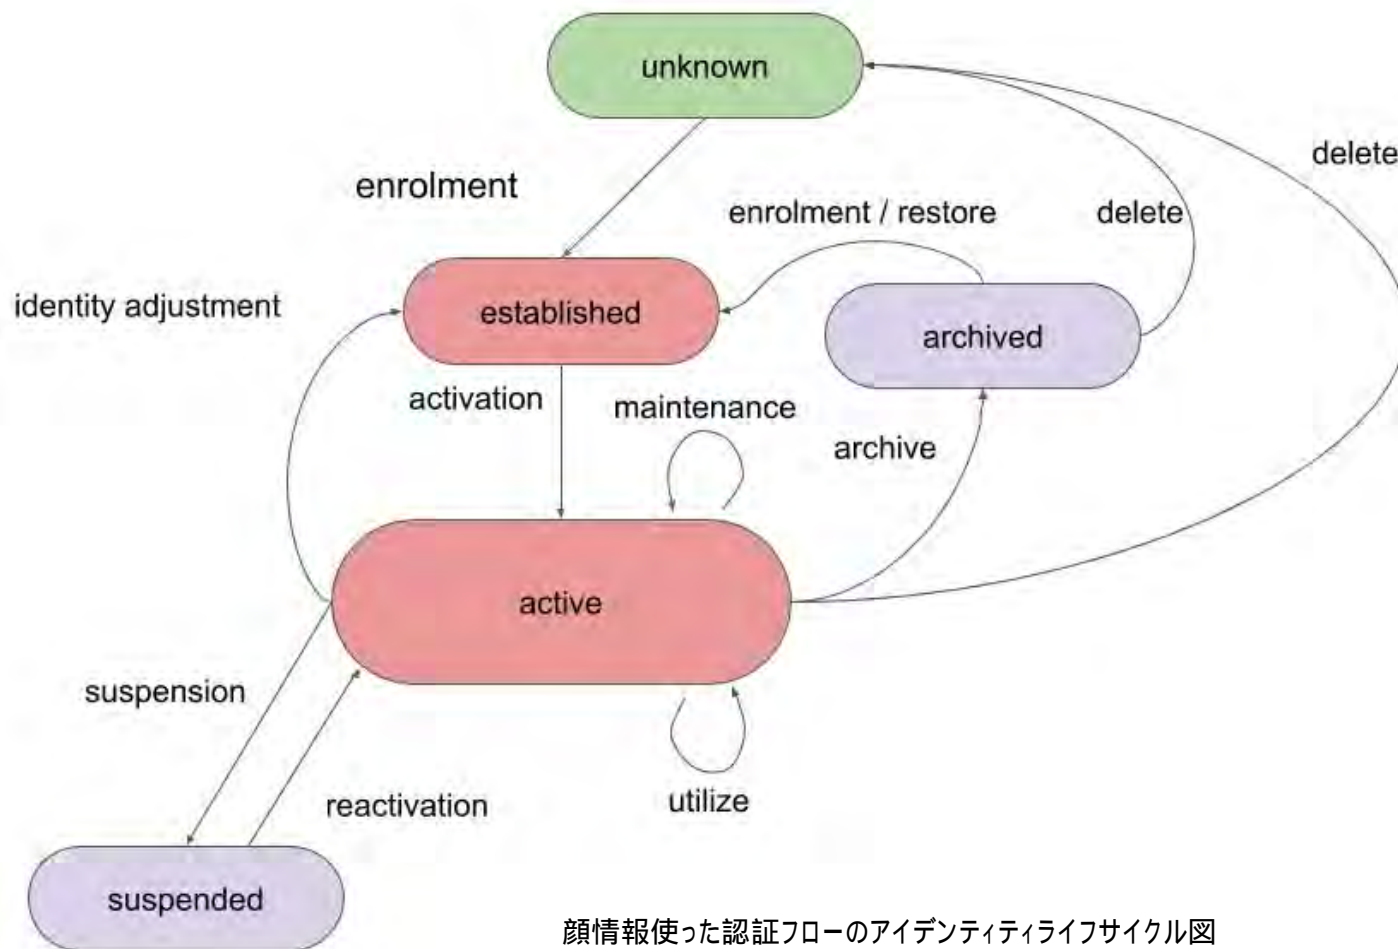 unknown
delete
enrolment
enrolment / restore
delete
identity adjustment
established
archived
activation
maintenance
archive
active
suspension
reactivation
utilize
suspended
顔情報使った認証フローのアイデンティティライフサイクル図